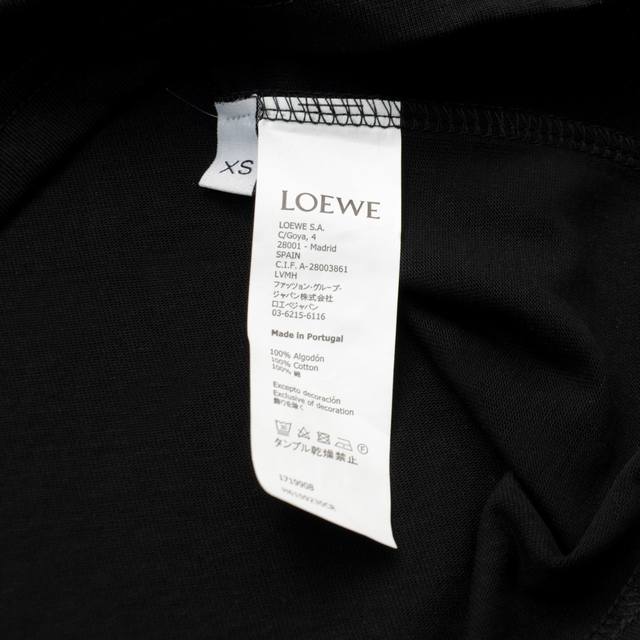 XS
LOEWE
LOEWE S.A.
C/Goya, 4
28001 - Madrid
SPAIN
C.I.F. A-28003861
LVMH
ファッション・グループ・
ジャパン株式会社
ロエベジャパン
03-6215-6116
Made in Portugal
100% Algodón
100% Cotton
100% 綿
Excepto decoración
Exclusive of decoration
飾りを除く
タンブル乾燥禁止
1719908